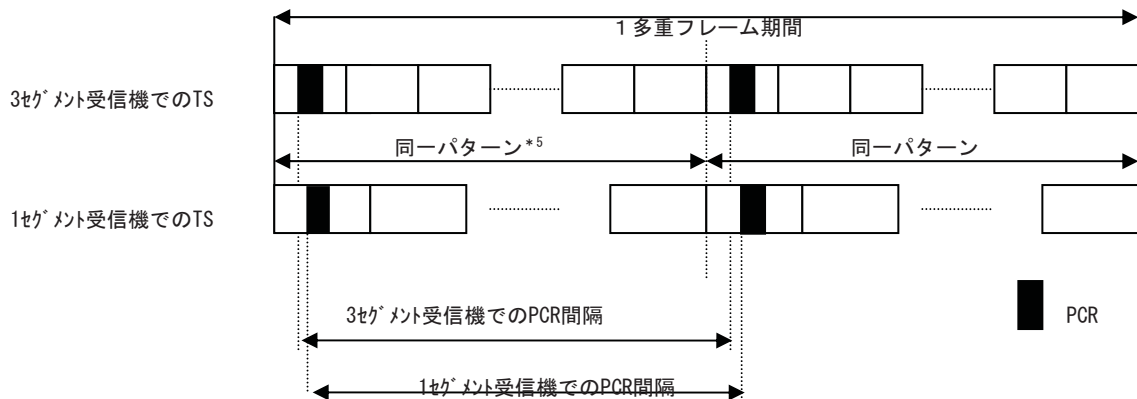 1多重フレーム期間
3ｾｸﾞﾒﾝﾄ受信機でのTS
同一パターン*5
同一パターン
1ｾｸﾞﾒﾝﾄ受信機でのTS
3ｾｸﾞﾒﾝﾄ受信機でのPCR間隔
PCR
1ｾｸﾞﾒﾝﾄ受信機でのPCR間隔